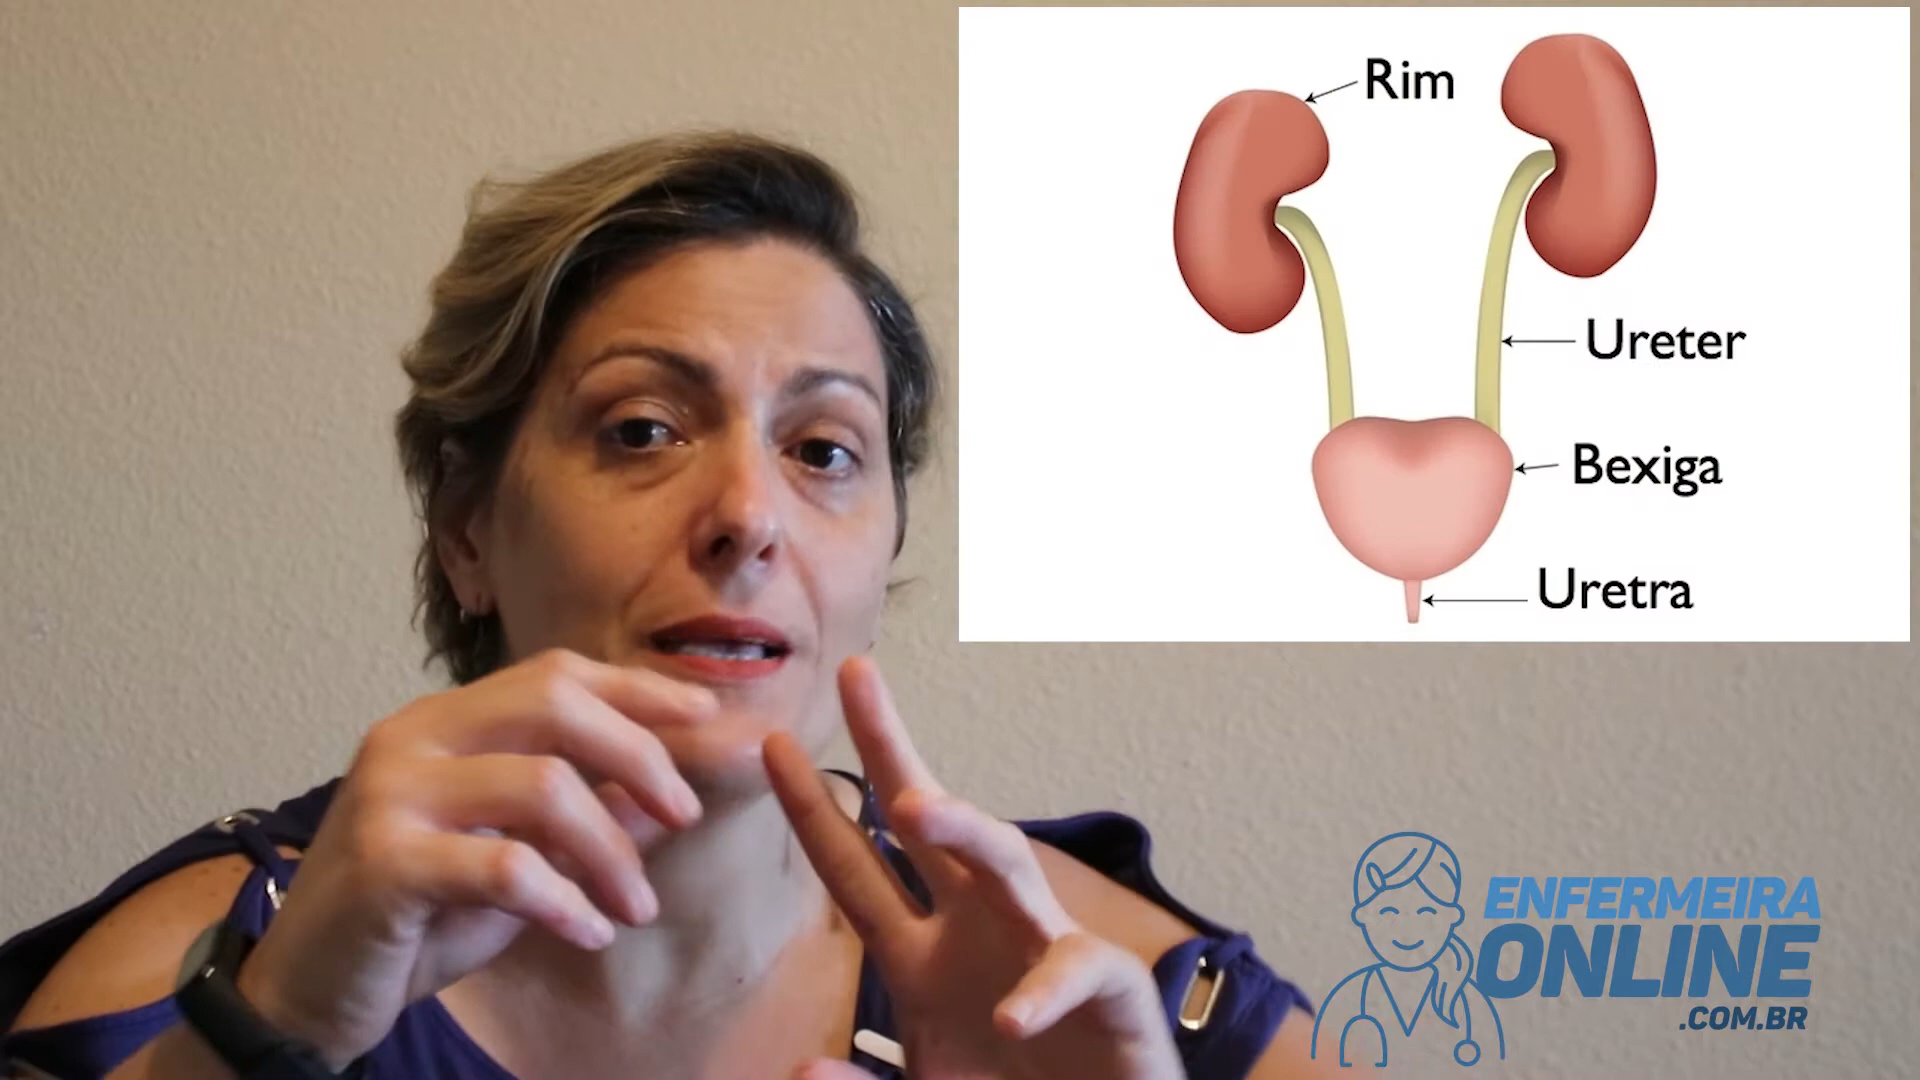 Rim
Ureter
Bexiga
Uretra
ENFERMEIRA
ONLINE
.COM.BR